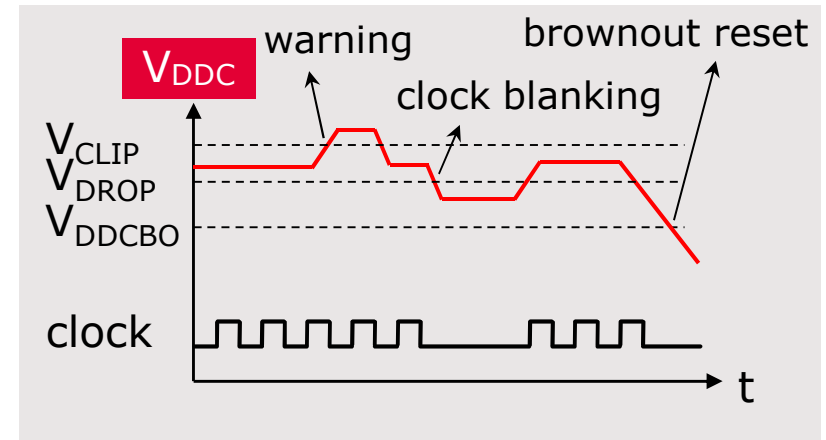 warning
brownout reset
VDDC
clock blanking
VCLIP
VDROP
VDDCBO
clock
t